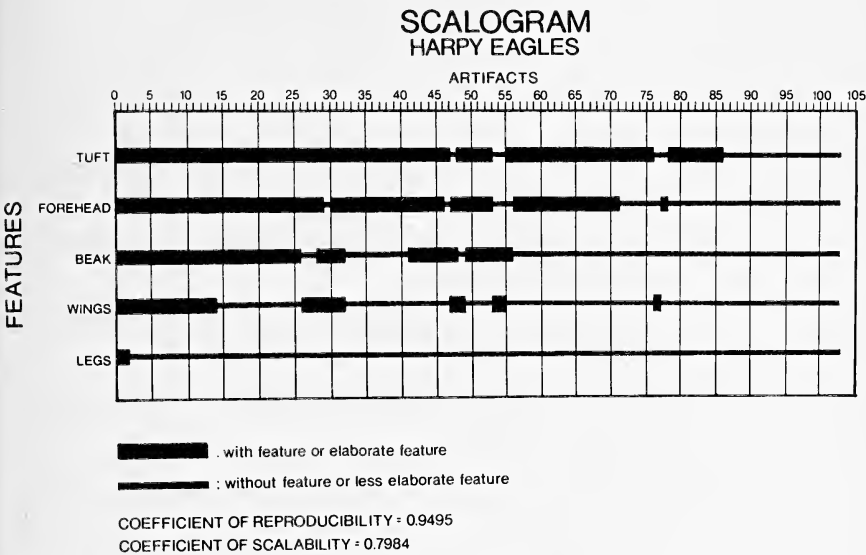 SCALOGRAM
HARPY EAGLES
ARTIFACTS
0 5 10 15 20 25 30 35 40 45 50 55 60 65 70 75 80 85 90 95 100 105
FEATURES
TUFT
FOREHEAD
BEAK
WINGS
LEGS
. with feature or elaborate feature
: without feature or less elaborate feature
COEFFICIENT OF REPRODUCIBILITY = 0.9495
COEFFICIENT OF SCALABILITY = 0.7984